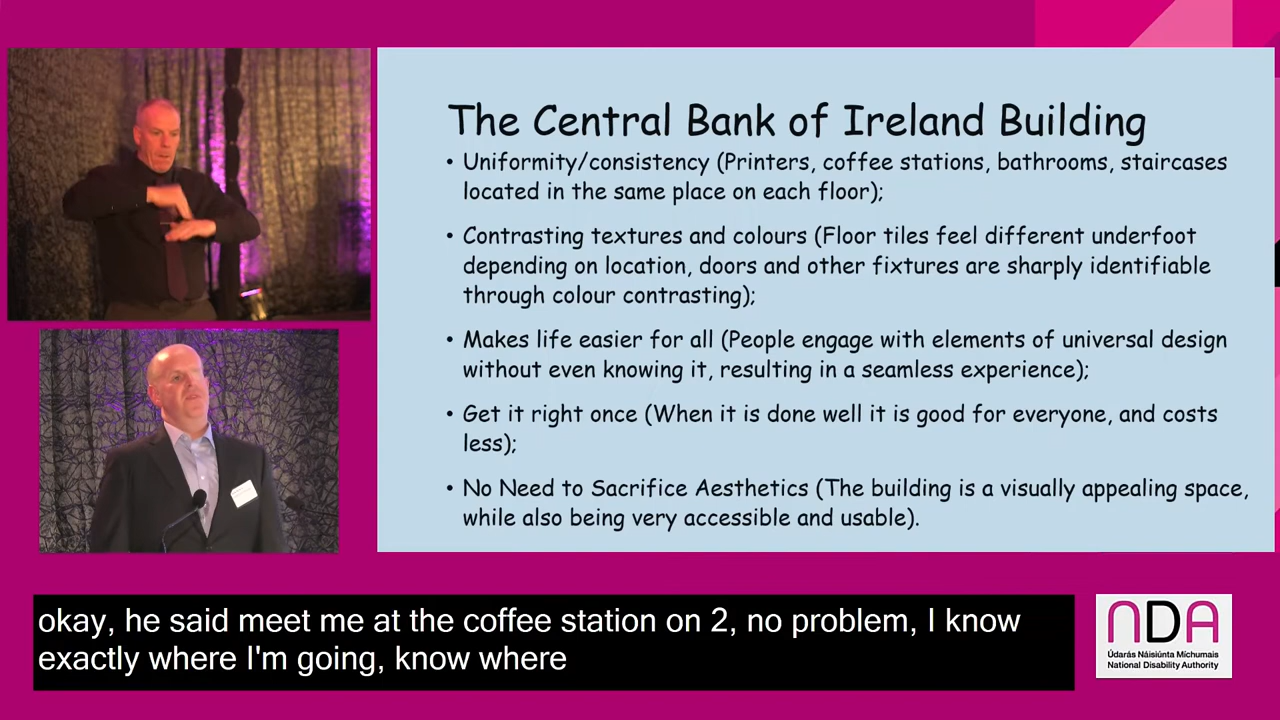 The Central Bank of Ireland Building
• Uniformity/consistency (Printers, coffee stations, bathrooms, staircases
located in the same place on each floor);
• Contrasting textures and colours (Floor tiles feel different underfoot
depending on location, doors and other fixtures are sharply identifiable
through colour contrasting);
• Makes life easier for all (People engage with elements of universal design
without even knowing it, resulting in a seamless experience);
• Get it right once (When it is done well it is good for everyone, and costs
less);
• No Need to Sacrifice Aesthetics (The building is a visually appealing space,
while also being very accessible and usable).
okay, he said meet me at the coffee station on 2, no problem, I know
exactly where I'm going, know where
NDA
Údarás Náisiúnta Míchumais
National Disability Authority